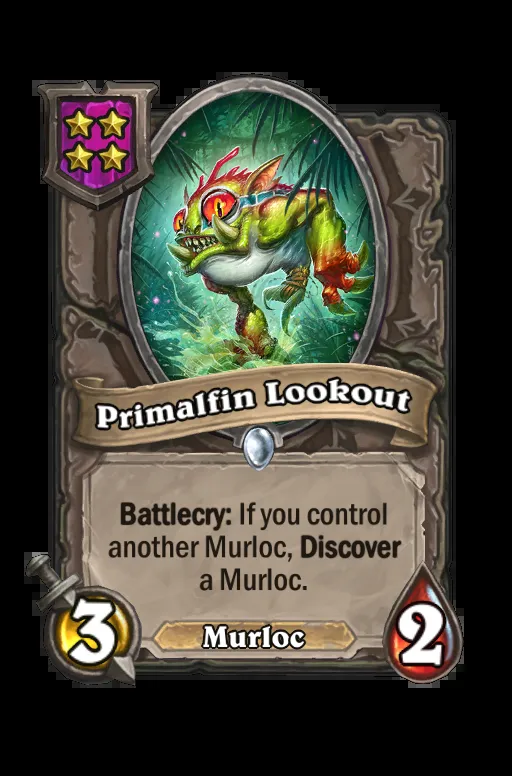 Primalfin Lookout
Battlecry: If you control
another Murloc, Discover
a Murloc.
3
Murloc
2